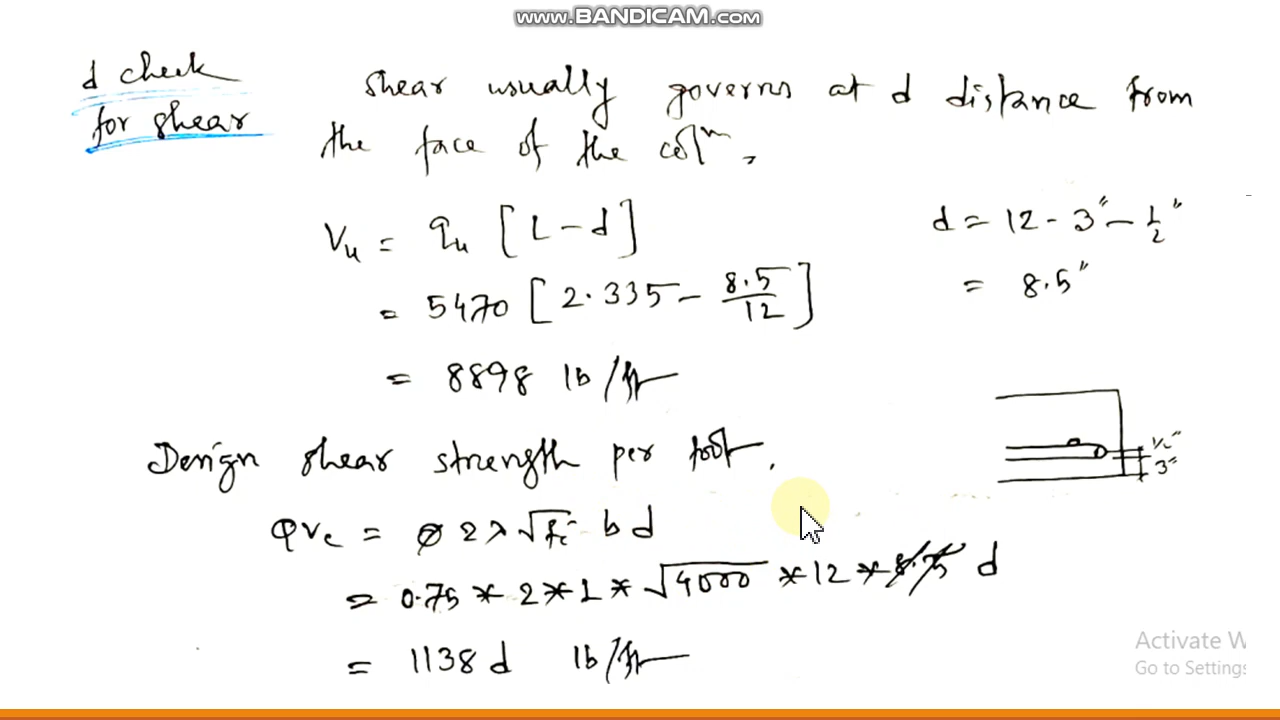 www.BANDICAM.com
d check
for shear
shear usually governs at d distance from
the face of the colᵐ.
Vu = qu [L - d]
= 5470 [2.335 - 8.5/12]
= 8898 lb/ft
d = 12 - 3" - 1/2"
= 8.5"
1/2"
3"
Design shear strength per foot.
φVc = φ 2λ√fc' b d
= 0.75 * 2 * 1 * √4000 * 12 * d
= 1138 d lb/ft
Activate W
Go to Settings